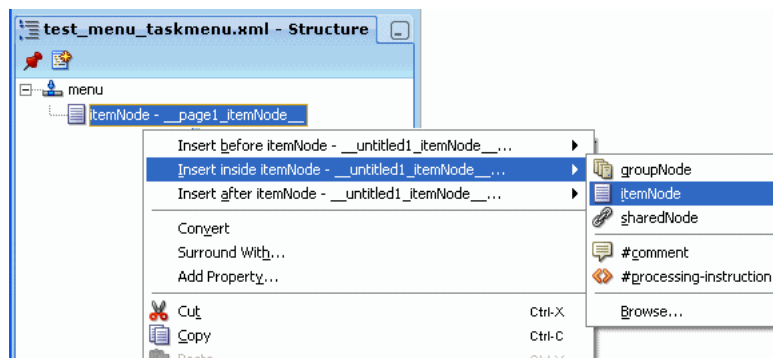 test_menu_taskmenu.xml - Structure
menu
itemNode - __page1_itemNode__
Insert before itemNode - __untitled1_itemNode__...
Insert inside itemNode - __untitled1_itemNode__...
Insert after itemNode - __untitled1_itemNode__...
Convert
Surround With...
Add Property...
Cut Ctrl-X
Copy Ctrl-C
groupNode
itemNode
sharedNode
#comment
#processing-instruction
Browse...